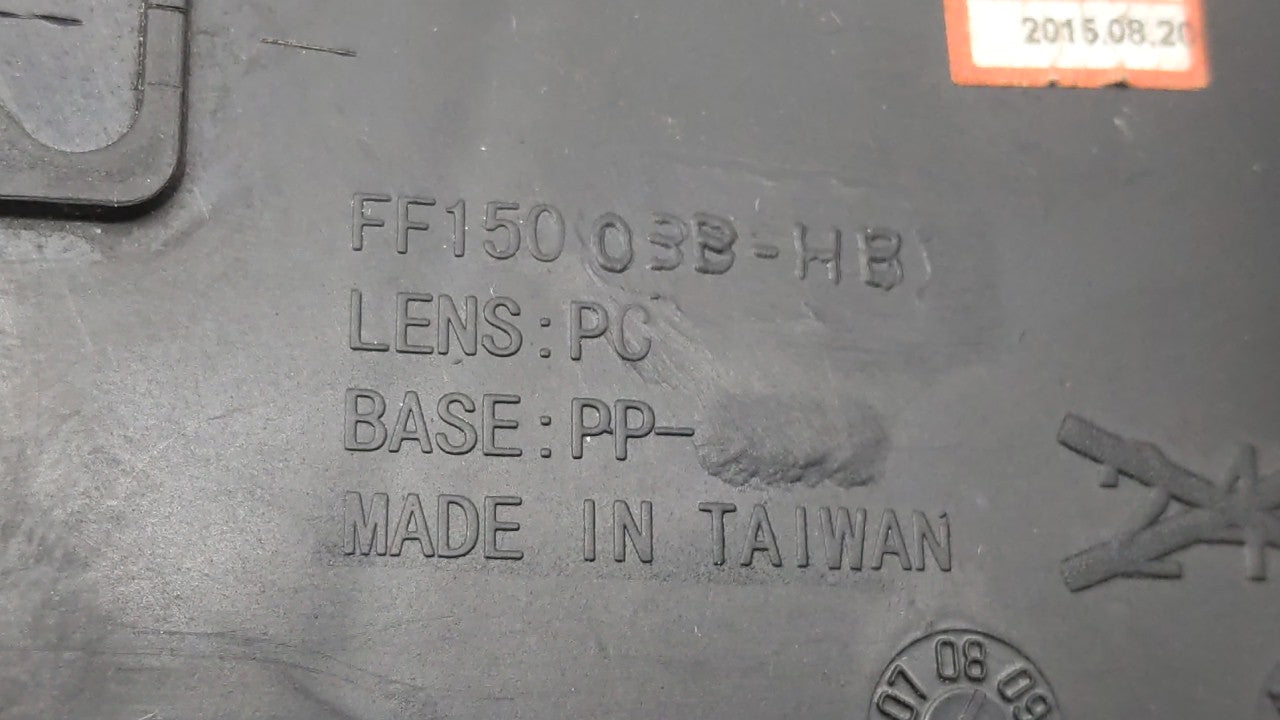 2015.08.20
FF150 03B-HB
LENS:PC
BASE:PP-
MADE IN TAIWAN
07 08 09